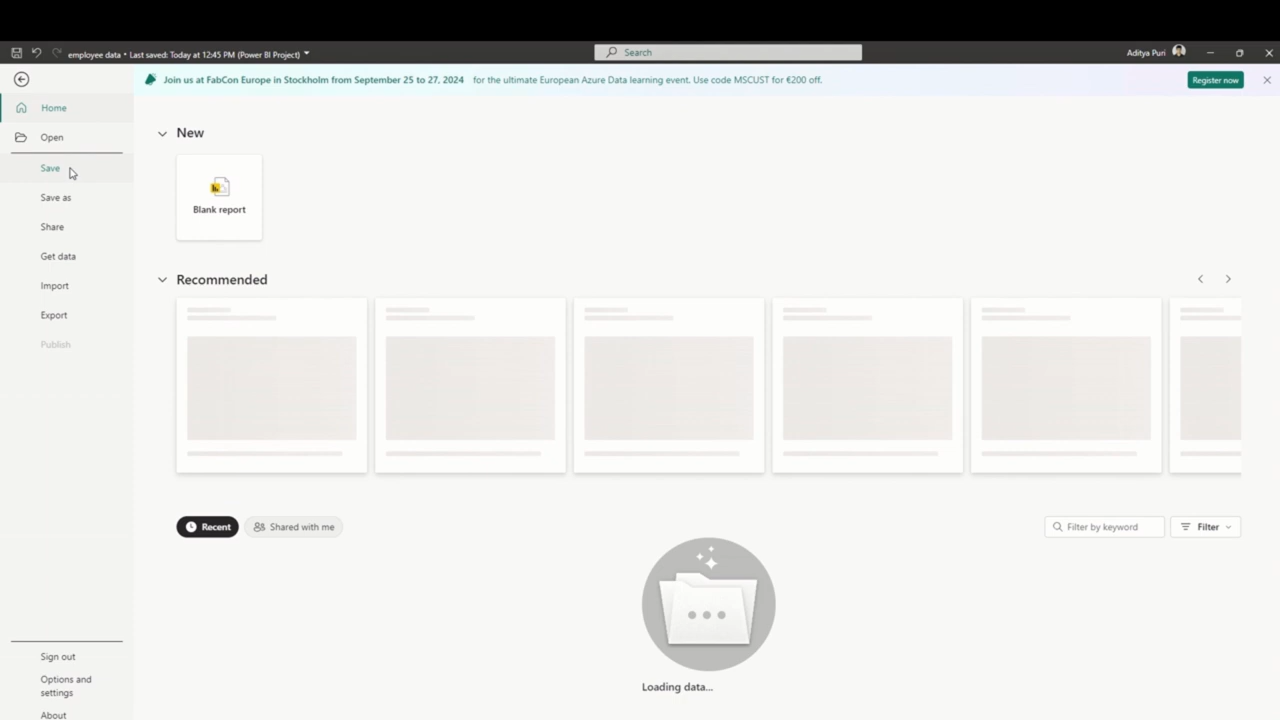 employee data • Last saved: Today at 12:45 PM (Power BI Project)
Search
Aditya Puri
Join us at FabCon Europe in Stockholm from September 25 to 27, 2024 for the ultimate European Azure Data learning event. Use code MSCUST for €200 off.
Register now
Home
Open
Save
Save as
Share
Get data
Import
Export
Publish
Sign out
Options and
settings
About
New
Blank report
Recommended
Recent
Shared with me
Filter by keyword
Filter
Loading data...